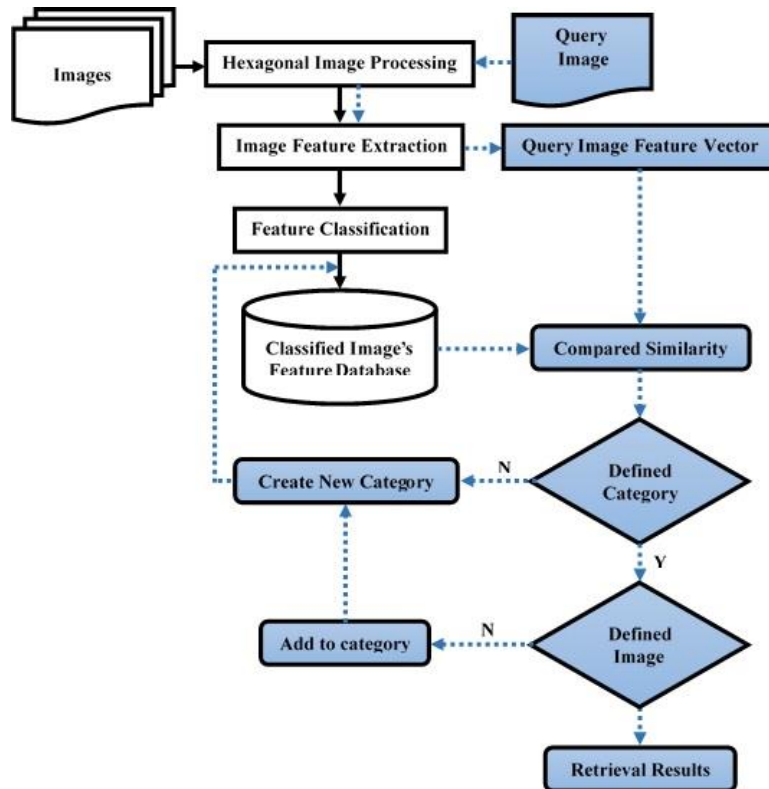 Images
Hexagonal Image Processing
Query
Image
Image Feature Extraction
Query Image Feature Vector
Feature Classification
Classified Image's
Feature Database
Compared Similarity
Defined
Category
N
Create New Category
Y
Defined
Image
N
Add to category
Retrieval Results